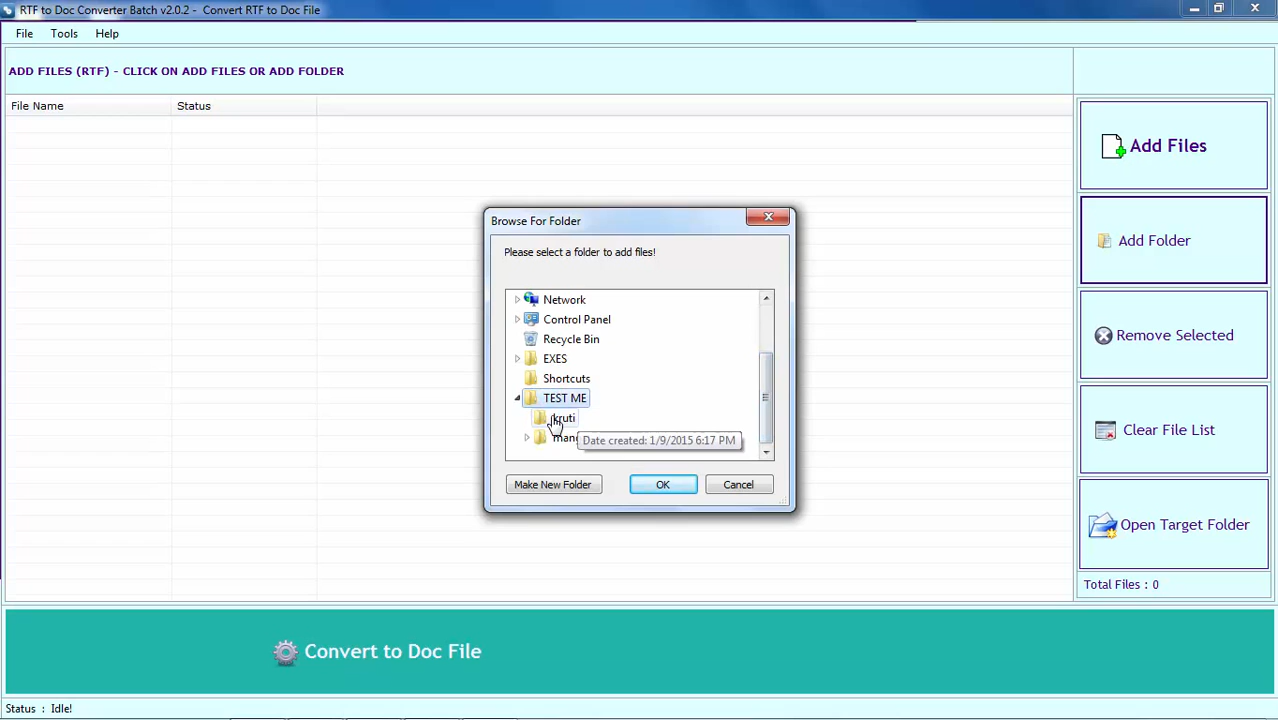 RTF to Doc Converter Batch v2.0.2 - Convert RTF to Doc File
File Tools Help
ADD FILES (RTF) - CLICK ON ADD FILES OR ADD FOLDER
File Name Status
Add Files
Add Folder
Remove Selected
Clear File List
Open Target Folder
Total Files : 0
Browse For Folder
Please select a folder to add files!
Network
Control Panel
Recycle Bin
EXES
Shortcuts
TEST ME
kruti
Date created: 1/9/2015 6:17 PM
Make New Folder OK Cancel
Convert to Doc File
Status : Idle!